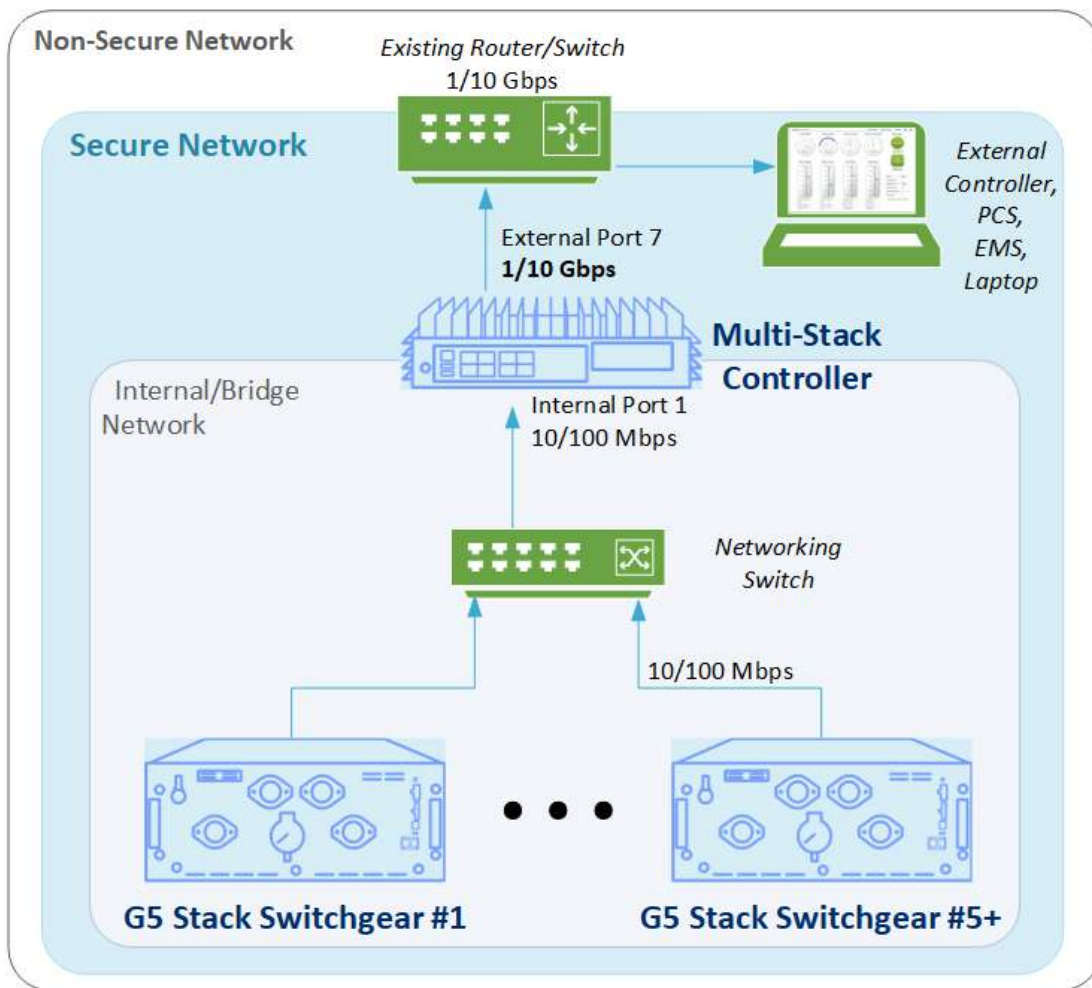 Non-Secure Network
Existing Router/Switch
1/10 Gbps
Secure Network
External
Controller,
PCS,
EMS,
Laptop
External Port 7
1/10 Gbps
Multi-Stack
Controller
Internal/Bridge
Network
Internal Port 1
10/100 Mbps
Networking
Switch
10/100 Mbps
G5 Stack Switchgear #1
G5 Stack Switchgear #5+